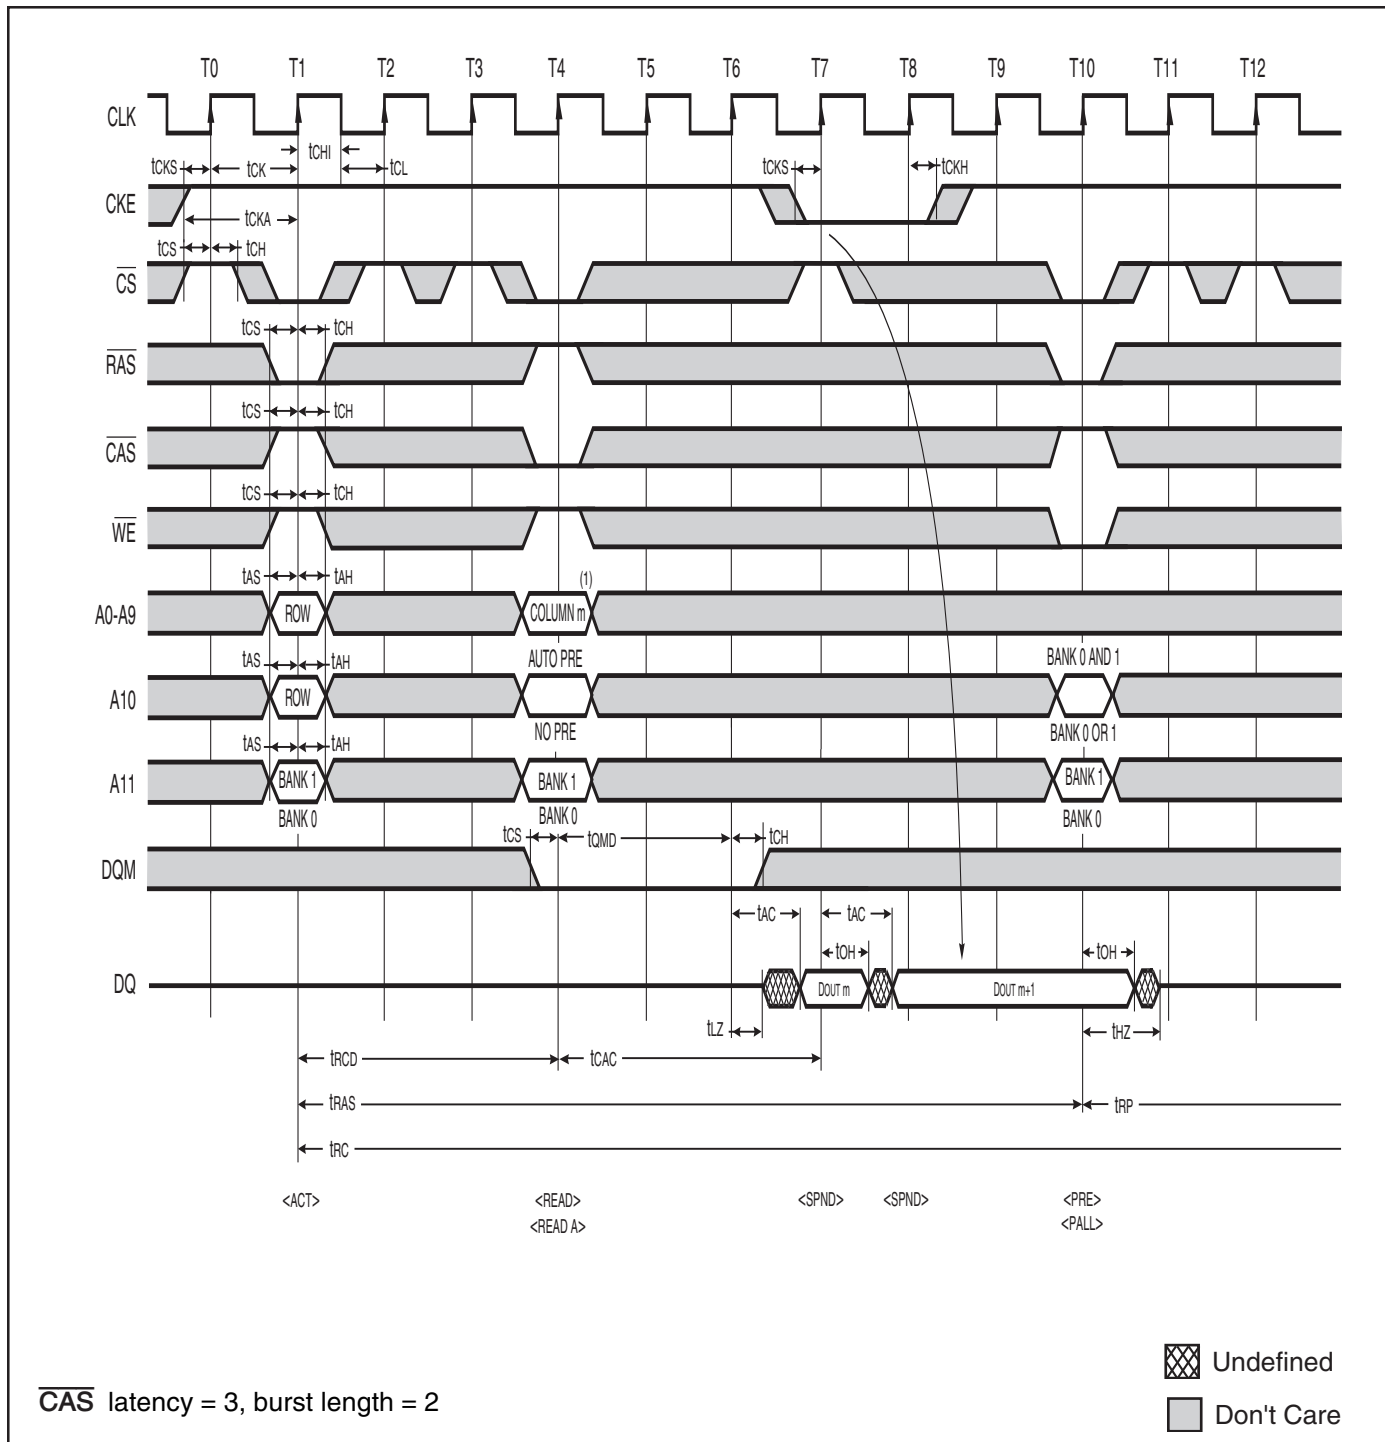 T0 T1 T2 T3 T4 T5 T6 T7 T8 T9 T10 T11 T12
CLK
tCHI
tCKS tCK tCL tCKS tCKH
CKE
tCKA
tCS tCH
CS
tCS tCH
RAS
tCS tCH
CAS
tCS tCH
WE
tAS tAH (1)
A0-A9 ROW COLUMN m
tAS tAH AUTO PRE BANK 0 AND 1
A10 ROW
NO PRE BANK 0 OR 1
tAS tAH
A11 BANK 1 BANK 1 BANK 1
BANK 0 BANK 0 BANK 0
tCS tQMD tCH
DQM
tAC tAC
tOH tOH
DQ DOUT m DOUT m+1
tLZ tHZ
tRCD tCAC
tRAS tRP
tRC
<ACT> <READ> <SPND> <SPND> <PRE>
<READ A> <PALL>
Undefined
CAS latency = 3, burst length = 2
Don't Care